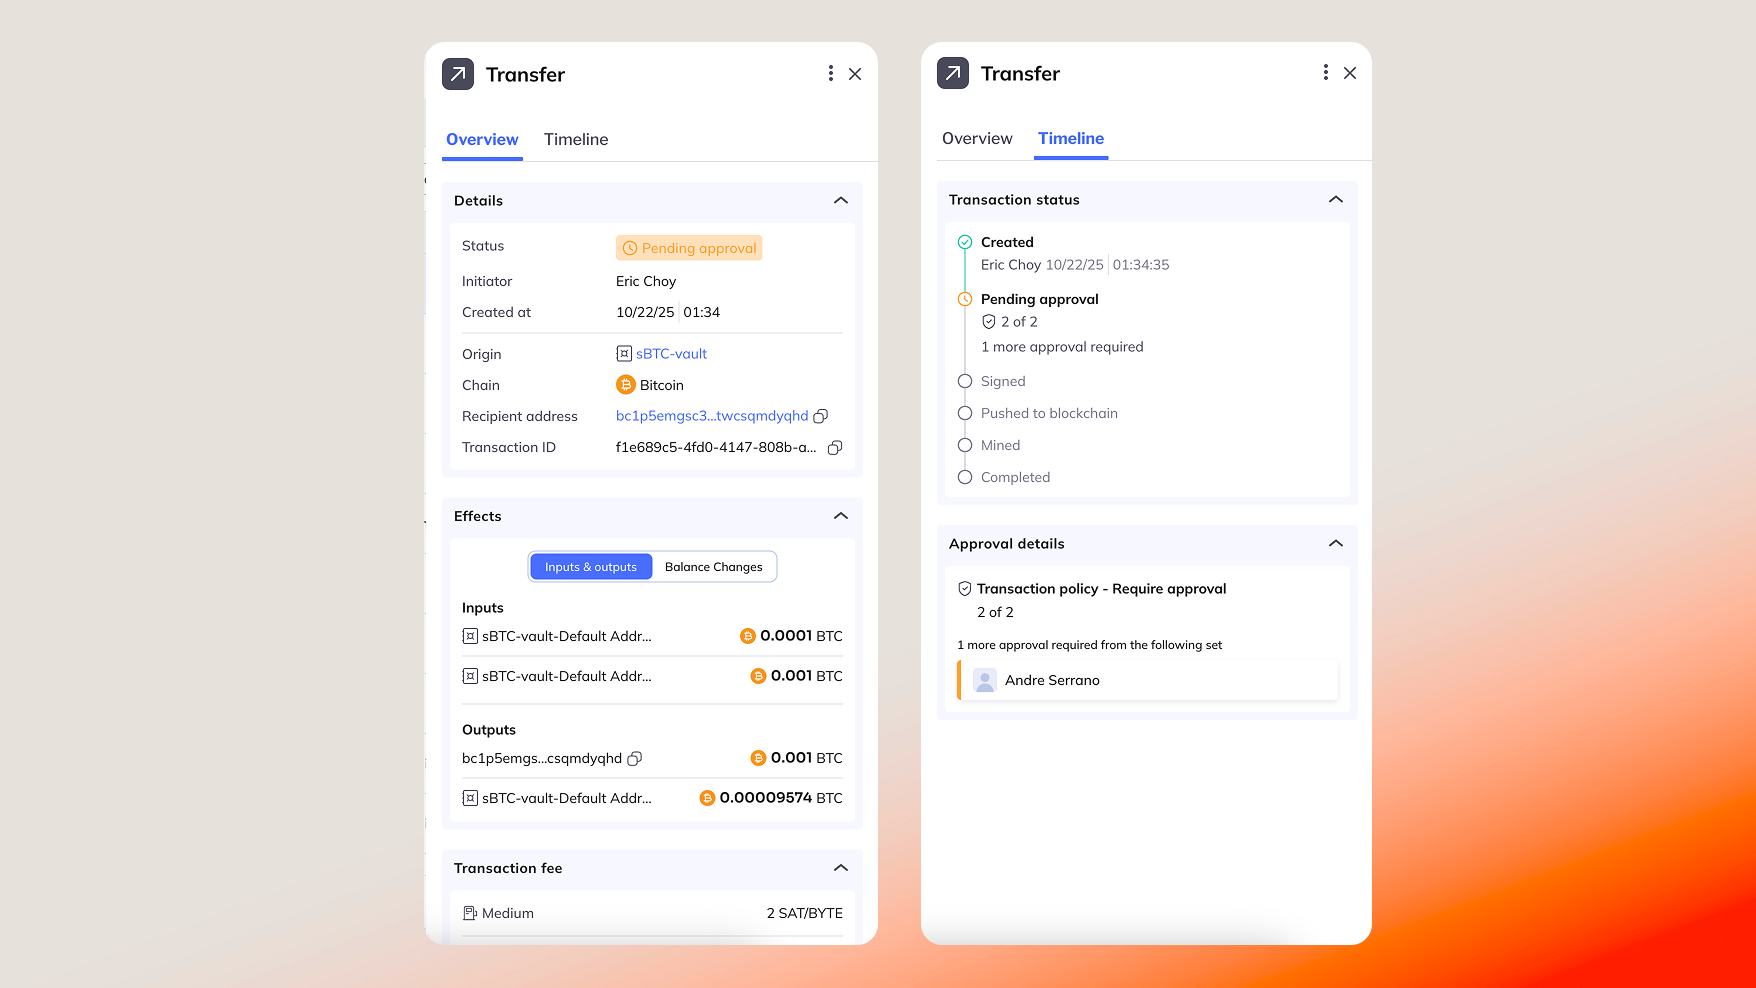 Transfer
Overview Timeline
Details
Status Pending approval
Initiator Eric Choy
Created at 10/22/25 01:34
Origin sBTC-vault
Chain Bitcoin
Recipient address bc1p5emgsc3...twcsqmdyqhd
Transaction ID f1e689c5-4fd0-4147-808b-a...
Effects
Inputs & outputs Balance Changes
Inputs
sBTC-vault-Default Addr... 0.0001 BTC
sBTC-vault-Default Addr... 0.001 BTC
Outputs
bc1p5emgs...csqmdyqhd 0.001 BTC
sBTC-vault-Default Addr... 0.00009574 BTC
Transaction fee
Medium 2 SAT/BYTE
Transfer
Overview Timeline
Transaction status
Created
Eric Choy 10/22/25 01:34:35
Pending approval
2 of 2
1 more approval required
Signed
Pushed to blockchain
Mined
Completed
Approval details
Transaction policy - Require approval
2 of 2
1 more approval required from the following set
Andre Serrano